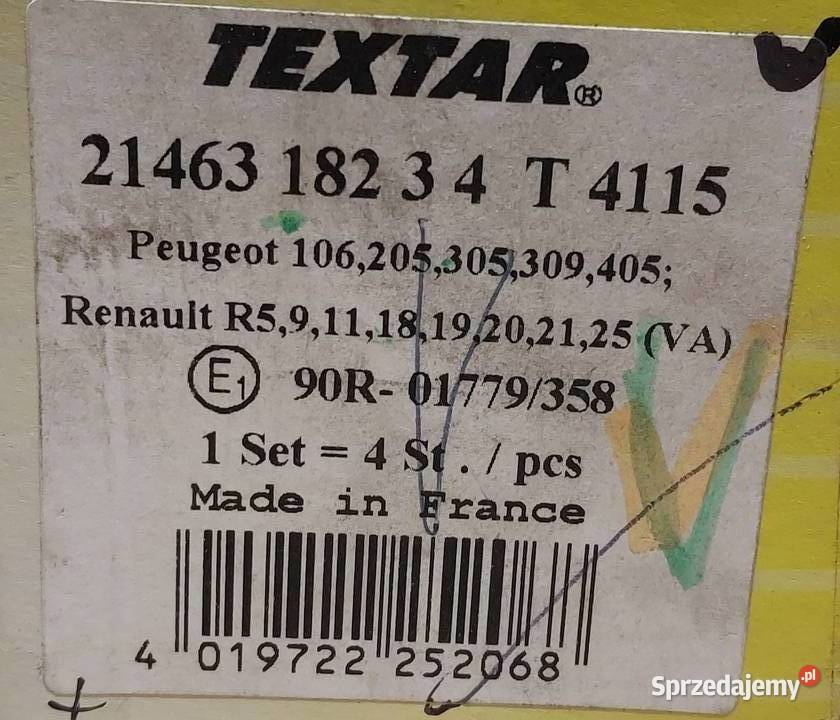 TEXTAR®
21463 182 3 4 T 4115
Peugeot 106,205,305,309,405;
Renault R5,9,11,18,19,20,21,25 (VA)
E1 90R- 01779/358
1 Set = 4 St . / pcs
Made in France
4 019722 252068
Sprzedajemy.pl